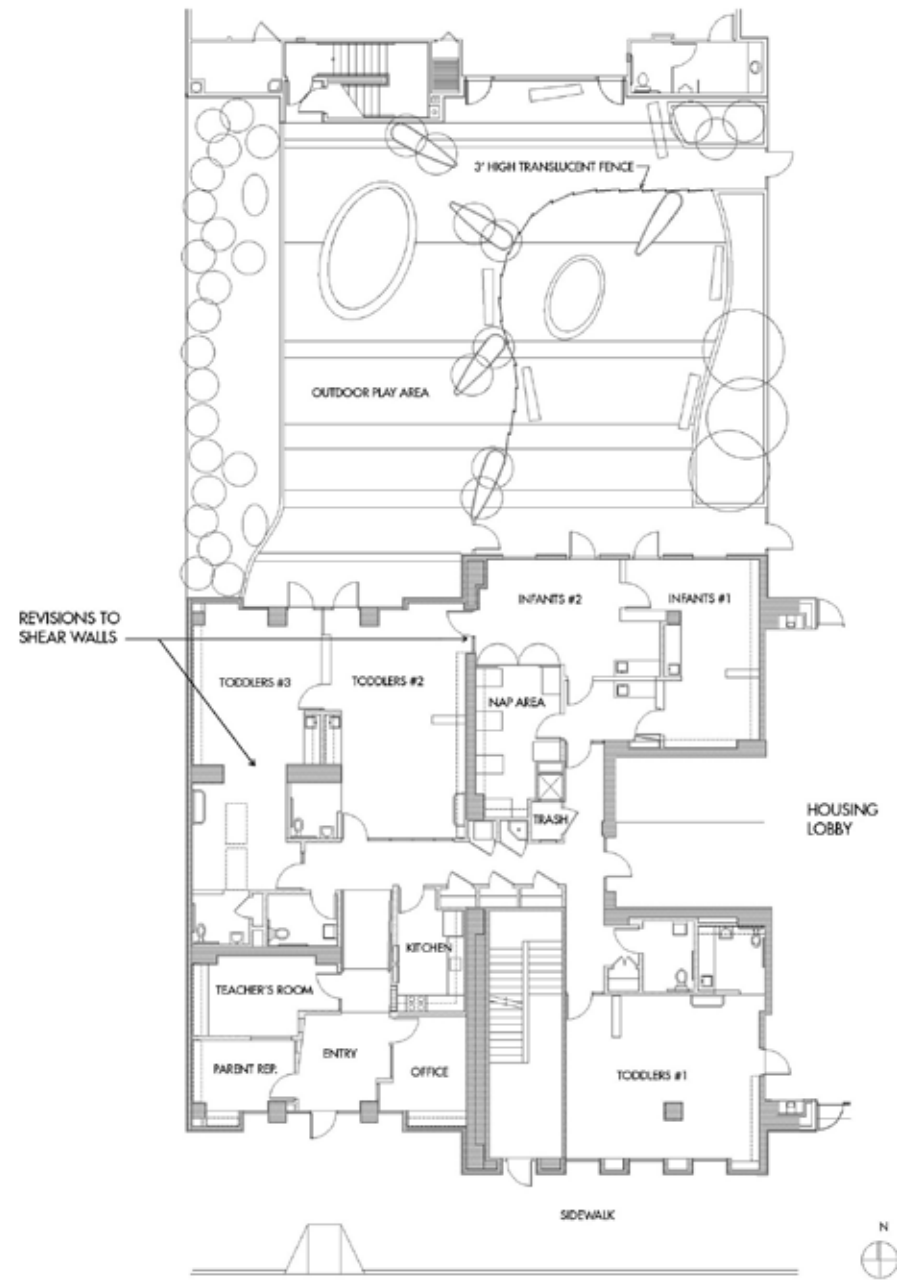 3' HIGH TRANSLUCENT FENCE
OUTDOOR PLAY AREA
REVISIONS TO
SHEAR WALLS
INFANTS #2
INFANTS #1
TODDLERS #3
TODDLERS #2
NAP AREA
TRASH
HOUSING
LOBBY
KITCHEN
TEACHER'S ROOM
ENTRY
PARENT REP.
OFFICE
TODDLERS #1
SIDEWALK
N